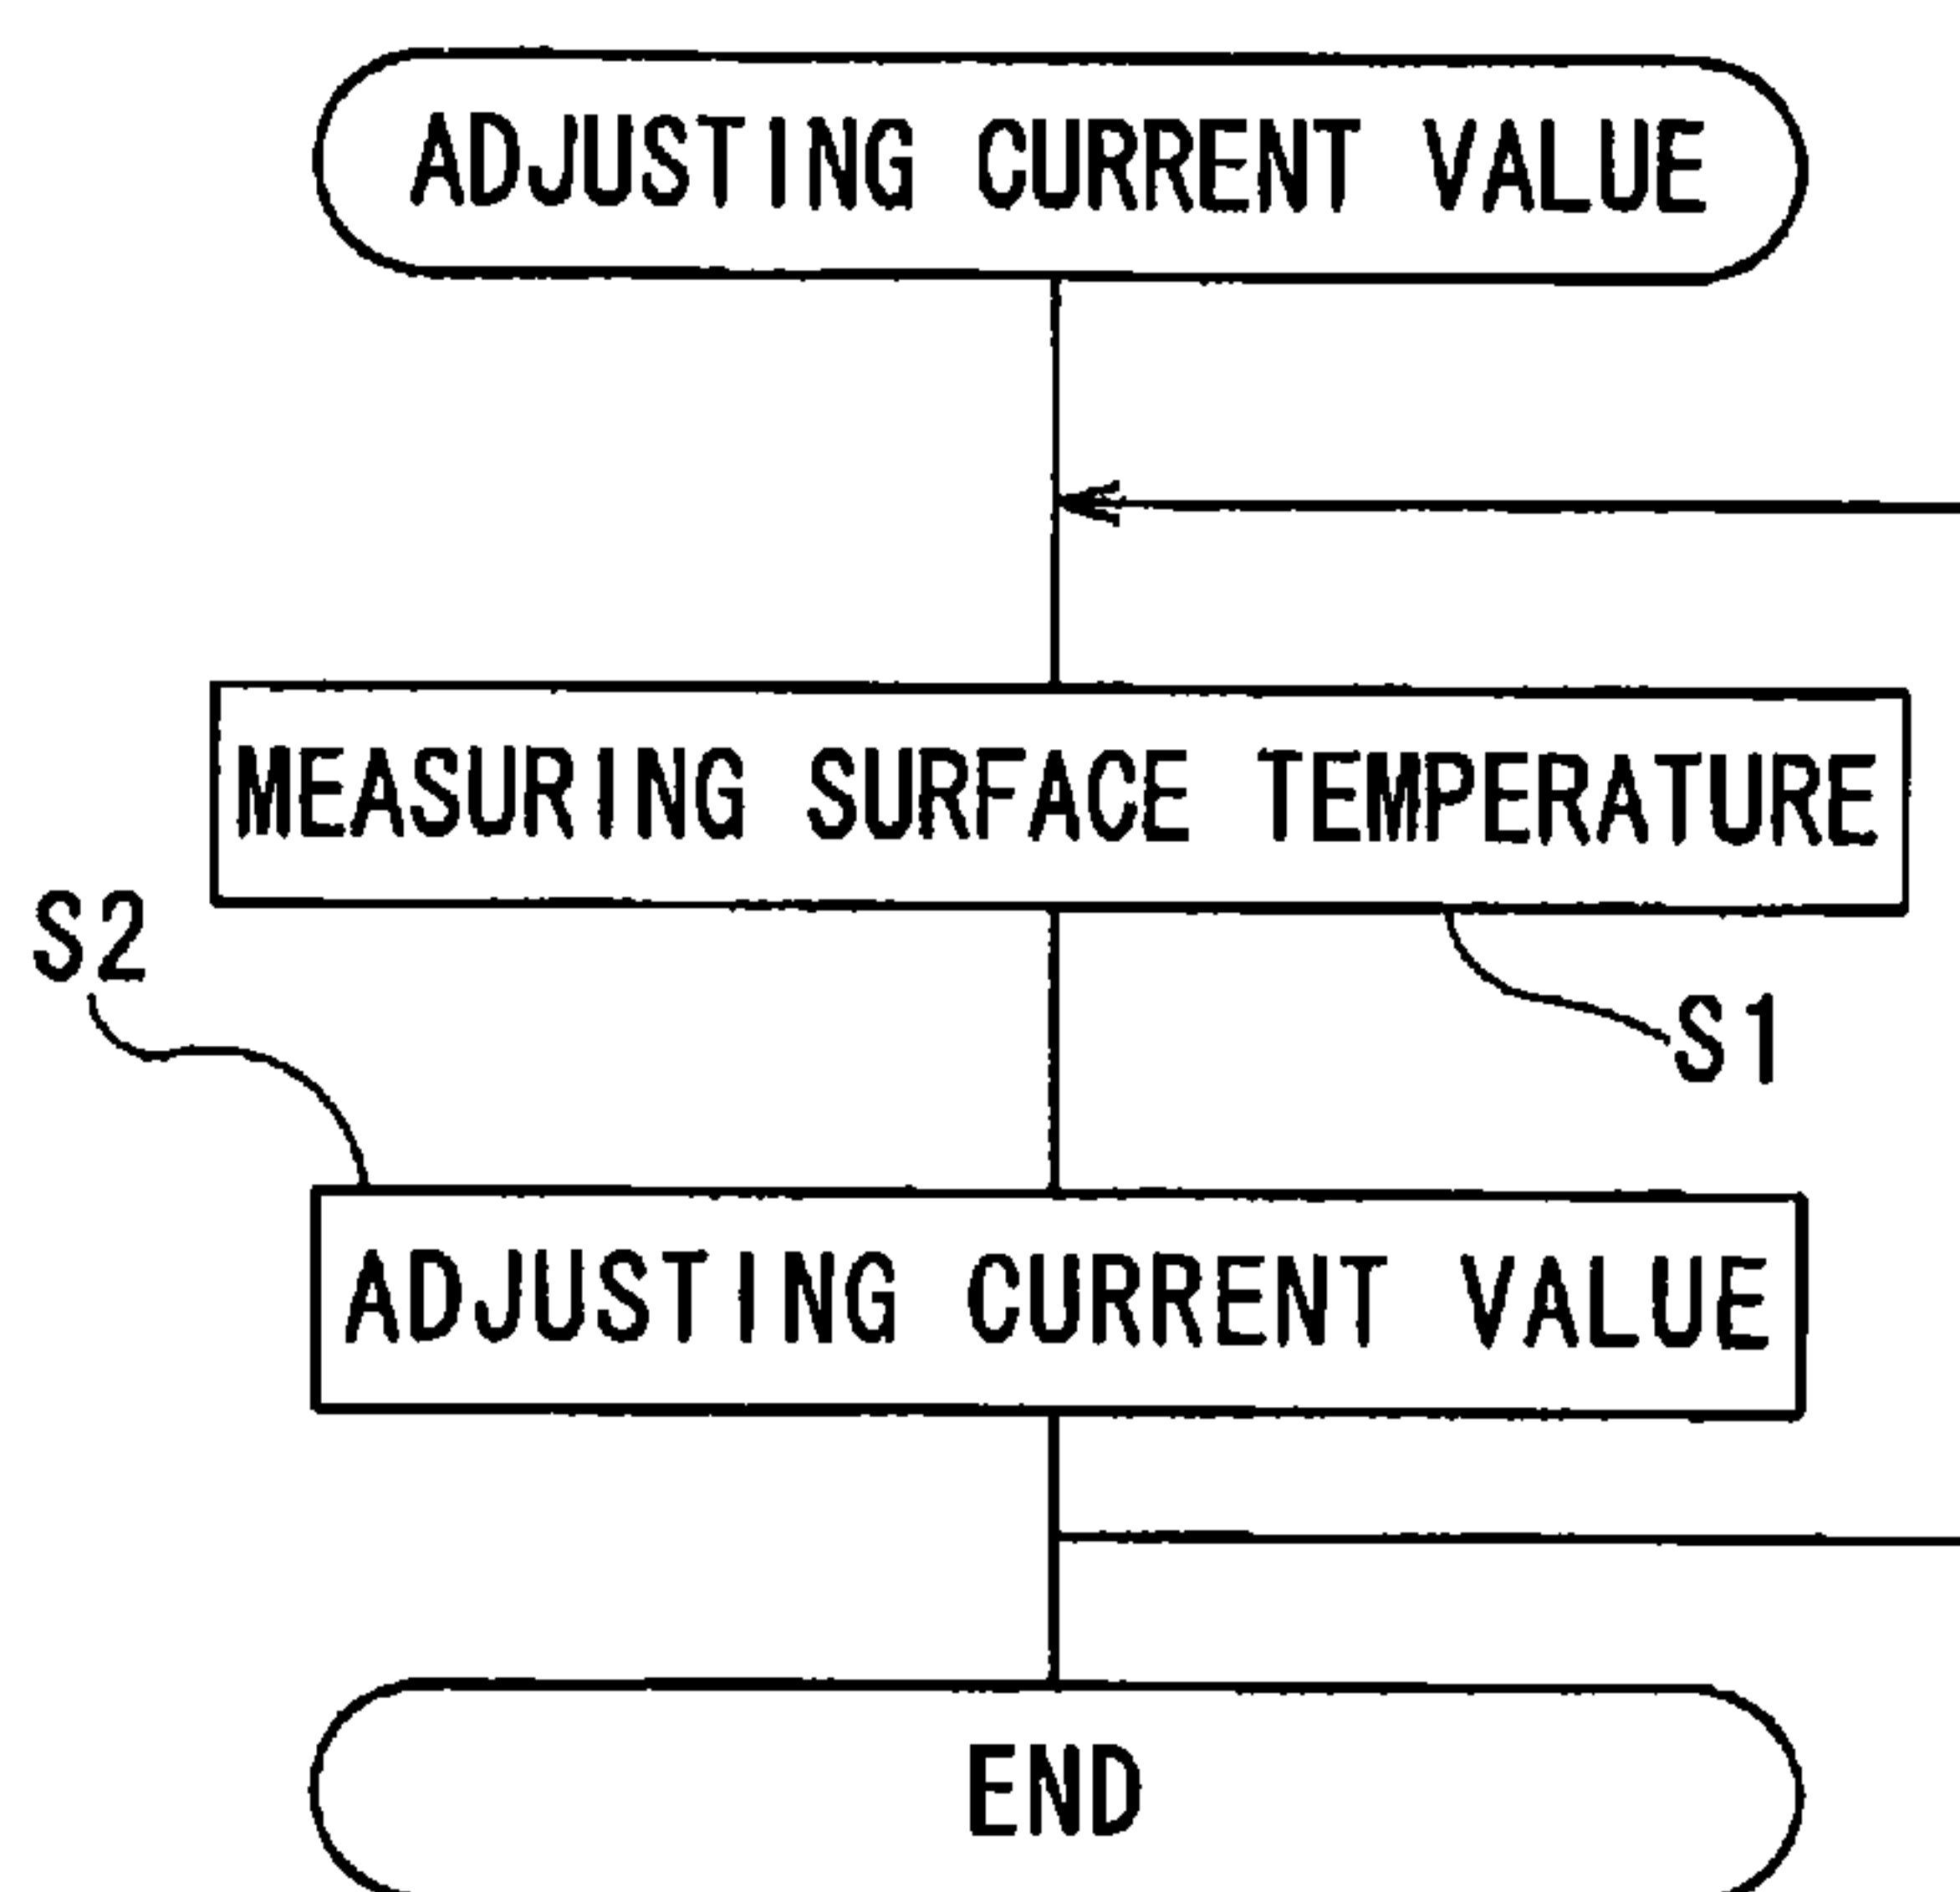 ADJUSTING CURRENT VALUE
MEASURING SURFACE TEMPERATURE
S2
S1
ADJUSTING CURRENT VALUE
END